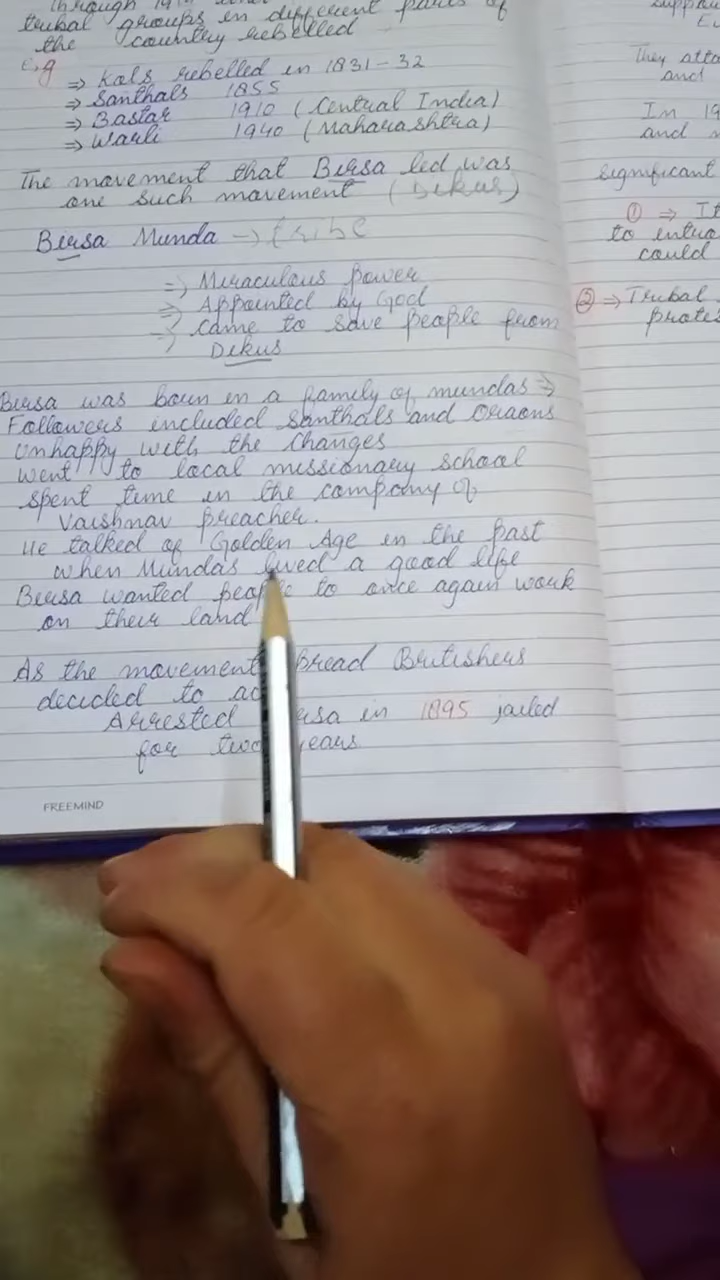 through 19
tribal groups in different parts of
the country rebelled
E.g
⇒ Kols rebelled in 1831-32
⇒ Santhals 1855
⇒ Bastar 1910 (Central India)
⇒ Warli 1940 (Maharashtra)
The movement that Birsa led was
one such movement (Dekus)
Birsa Munda → tribe
⇒ Miraculous power
⇒ Appointed by God
⇒ Came to save people from
Dekus
Birsa was born in a family of mundas ⇒
Followers included Santhals and Oraons
Unhappy with the Changes
Went to local missionary school
spent time in the company of
Vaishnav Preacher.
He talked of Golden Age in the Past
when Mundas lived a good life
Birsa wanted people to once again work
on their land
As the movement spread Britishers
decided to
Arrested Birsa in 1895 jailed
for two years
FREEMIND
They
and
In 19
and
significant
① ⇒ It
to
could
② ⇒ Tribal